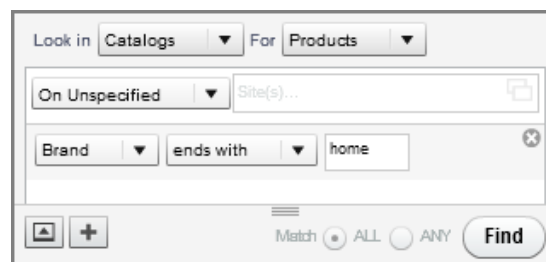 Look in Catalogs For Products
On Unspecified Site(s)...
Brand ends with home
Match ALL ANY Find